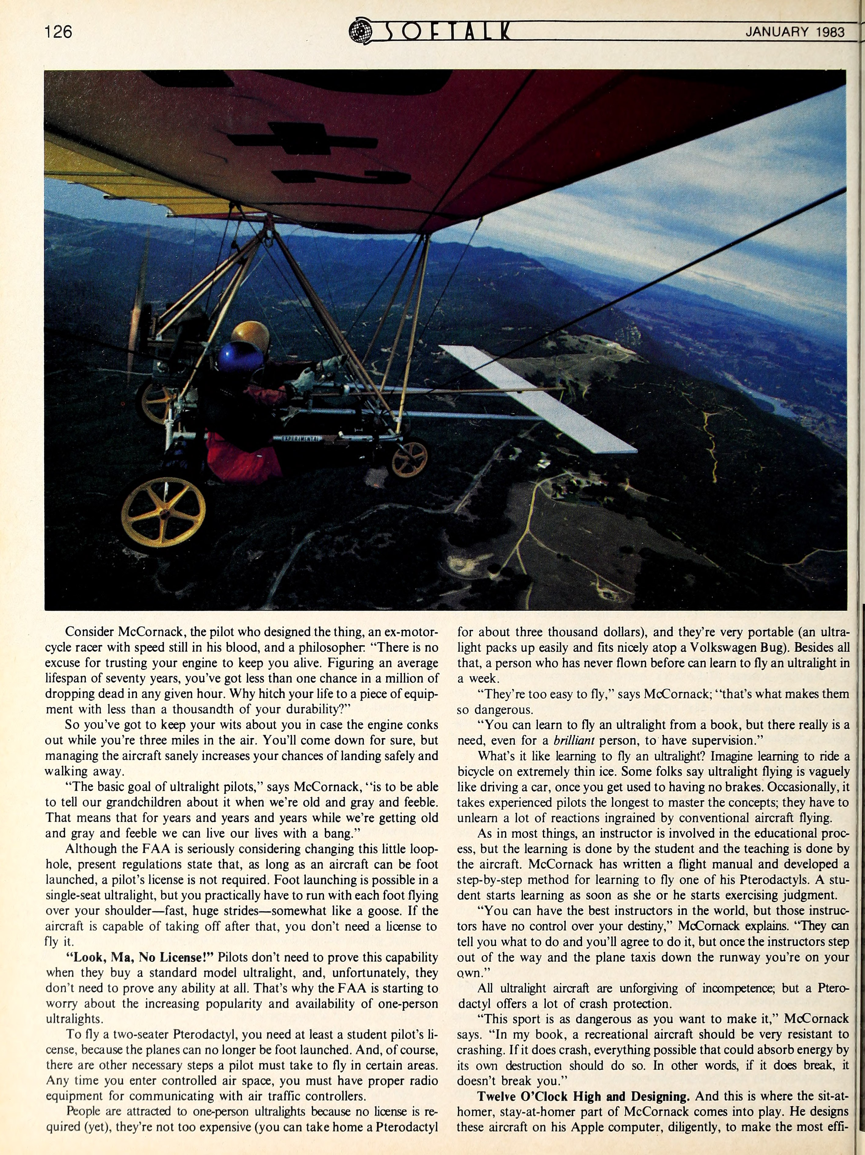 126
SOFTALK
JANUARY 1983
EXPERIMENTAL
Consider McCornack, the pilot who designed the thing, an ex-motor-
cycle racer with speed still in his blood, and a philosopher: “There is no
excuse for trusting your engine to keep you alive. Figuring an average
lifespan of seventy years, you've got less than one chance in a million of
dropping dead in any given hour. Why hitch your life to a piece of equip-
ment with less than a thousandth of your durability?”
So you've got to keep your wits about you in case the engine conks
out while you're three miles in the air. You'll come down for sure, but
managing the aircraft sanely increases your chances of landing safely and
walking away.
“The basic goal of ultralight pilots,” says McCornack, “is to be able
to tell our grandchildren about it when we're old and gray and feeble.
That means that for years and years and years while we're getting old
and gray and feeble we can live our lives with a bang.”
Although the FAA is seriously considering changing this little loop-
hole, present regulations state that, as long as an aircraft can be foot
launched, a pilot's license is not required. Foot launching is possible in a
single-seat ultralight, but you practically have to run with each foot flying
over your shoulder—fast, huge strides—somewhat like a goose. If the
aircraft is capable of taking off after that, you don't need a license to
fly it.
“Look, Ma, No License!” Pilots don't need to prove this capability
when they buy a standard model ultralight, and, unfortunately, they
don't need to prove any ability at all. That's why the FAA is starting to
worry about the increasing popularity and availability of one-person
ultralights.
To fly a two-seater Pterodactyl, you need at least a student pilot's li-
cense, because the planes can no longer be foot launched. And, of course,
there are other necessary steps a pilot must take to fly in certain areas.
Any time you enter controlled air space, you must have proper radio
equipment for communicating with air traffic controllers.
People are attracted to one-person ultralights because no license is re-
quired (yet), they're not too expensive (you can take home a Pterodactyl
for about three thousand dollars), and they're very portable (an ultra-
light packs up easily and fits nicely atop a Volkswagen Bug). Besides all
that, a person who has never flown before can learn to fly an ultralight in
a week.
“They're too easy to fly,” says McCornack; “that's what makes them
so dangerous.
“You can learn to fly an ultralight from a book, but there really is a
need, even for a brilliant person, to have supervision.”
What's it like learning to fly an ultralight? Imagine learning to ride a
bicycle on extremely thin ice. Some folks say ultralight flying is vaguely
like driving a car, once you get used to having no brakes. Occasionally, it
takes experienced pilots the longest to master the concepts; they have to
unlearn a lot of reactions ingrained by conventional aircraft flying.
As in most things, an instructor is involved in the educational proc-
ess, but the learning is done by the student and the teaching is done by
the aircraft. McCornack has written a flight manual and developed a
step-by-step method for learning to fly one of his Pterodactyls. A stu-
dent starts learning as soon as she or he starts exercising judgment.
“You can have the best instructors in the world, but those instruc-
tors have no control over your destiny,” McCornack explains. “They can
tell you what to do and you'll agree to do it, but once the instructors step
out of the way and the plane taxis down the runway you're on your
own.”
All ultralight aircraft are unforgiving of incompetence; but a Ptero-
dactyl offers a lot of crash protection.
“This sport is as dangerous as you want to make it,” McCornack
says. “In my book, a recreational aircraft should be very resistant to
crashing. If it does crash, everything possible that could absorb energy by
its own destruction should do so. In other words, if it does break, it
doesn't break you.”
Twelve O'Clock High and Designing. And this is where the sit-at-
homer, stay-at-homer part of McCornack comes into play. He designs
these aircraft on his Apple computer, diligently, to make the most effi-